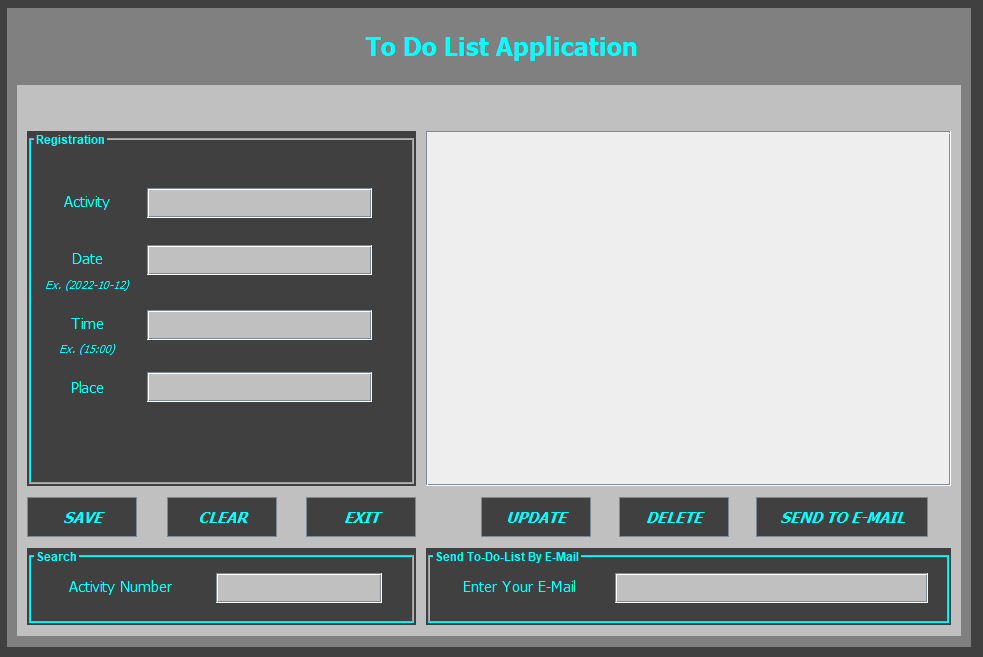 To Do List Application
Registration
Activity
Date
Ex. (2022-10-12)
Time
Ex. (15:00)
Place
SAVE CLEAR EXIT UPDATE DELETE SEND TO E-MAIL
Search
Activity Number
Send To-Do-List By E-Mail
Enter Your E-Mail